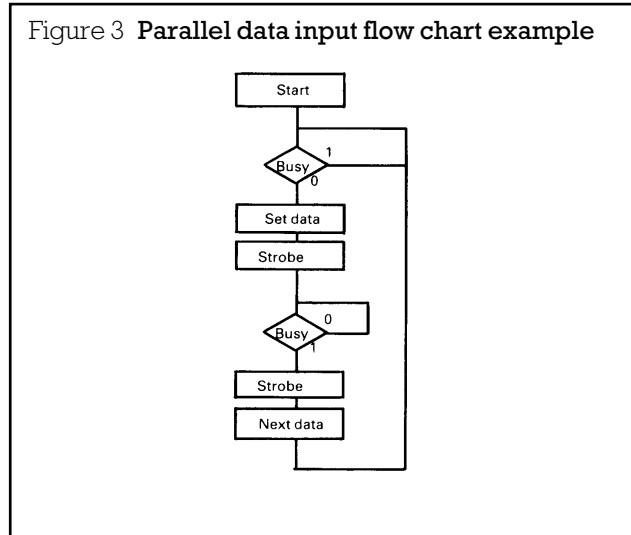 Figure 3 Parallel data input flow chart example
Start
Busy
1
0
Set data
Strobe
Busy
0
1
Strobe
Next data